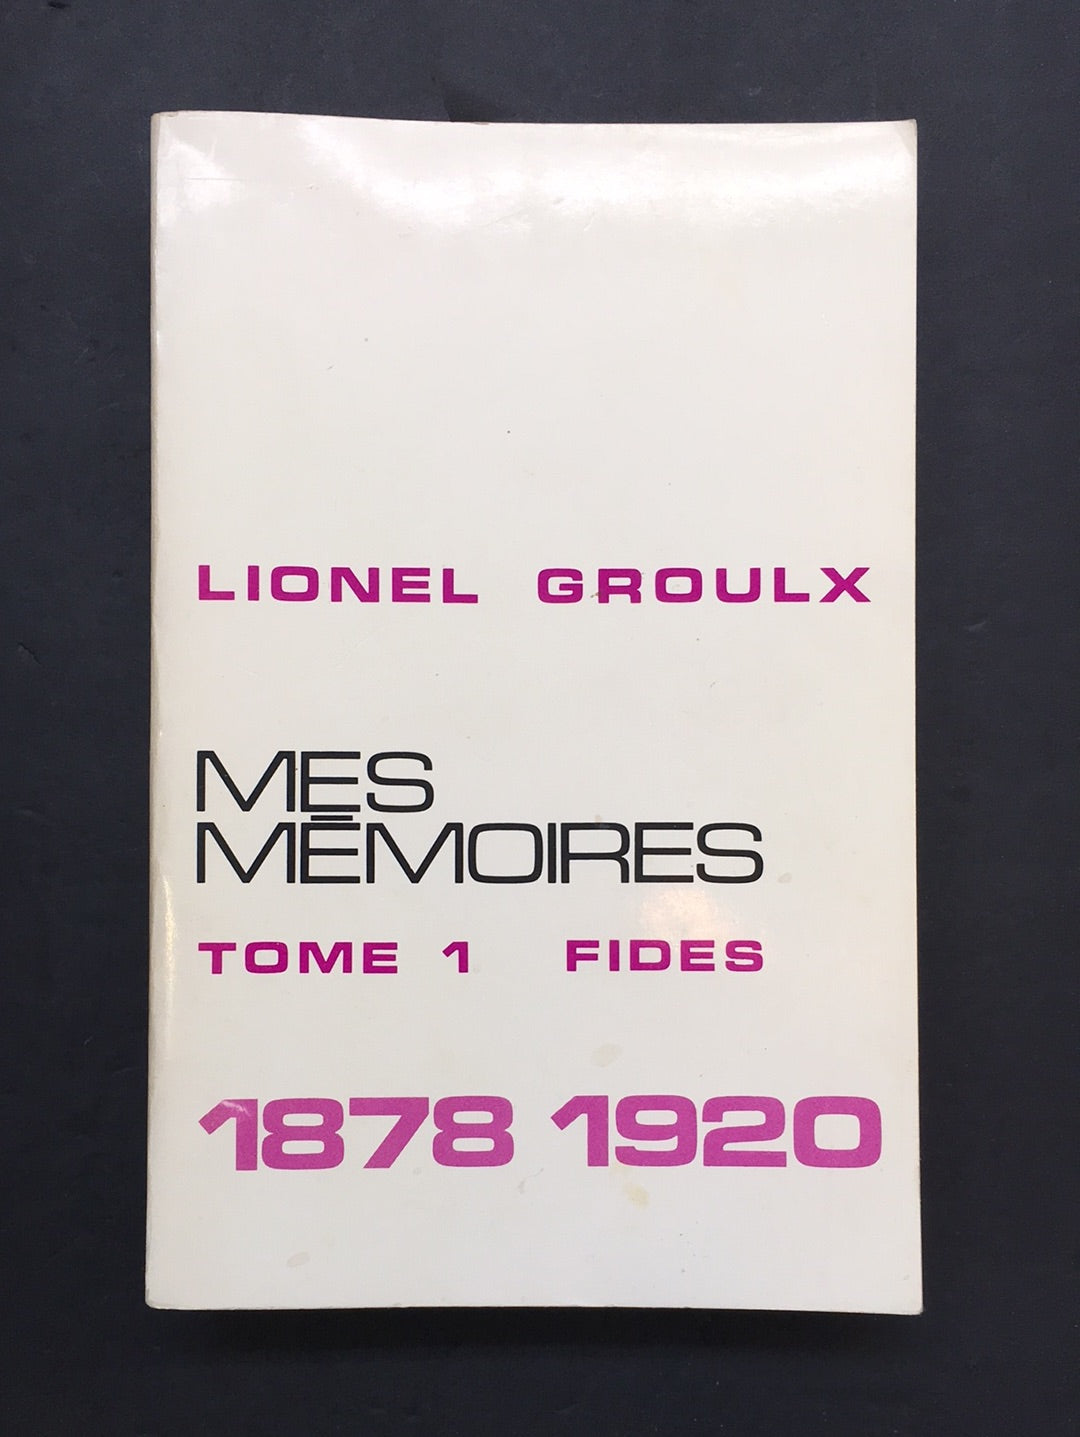 LIONEL GROULX
MES
MÉMOIRES
TOME 1 FIDES
1878 1920